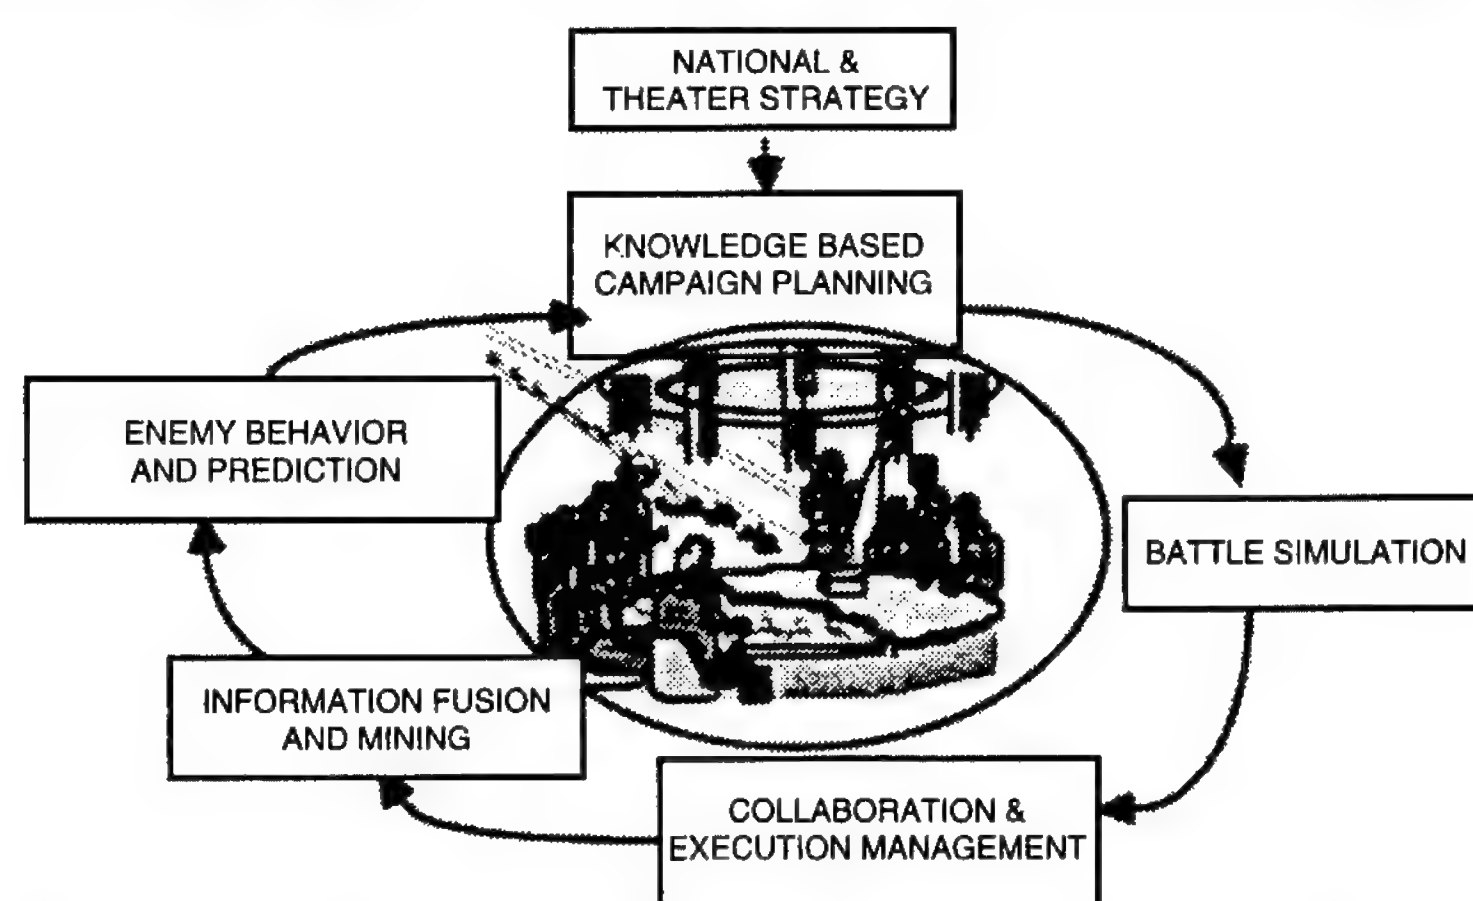 NATIONAL &
THEATER STRATEGY
KNOWLEDGE BASED
CAMPAIGN PLANNING
ENEMY BEHAVIOR
AND PREDICTION
BATTLE SIMULATION
INFORMATION FUSION
AND MINING
COLLABORATION &
EXECUTION MANAGEMENT